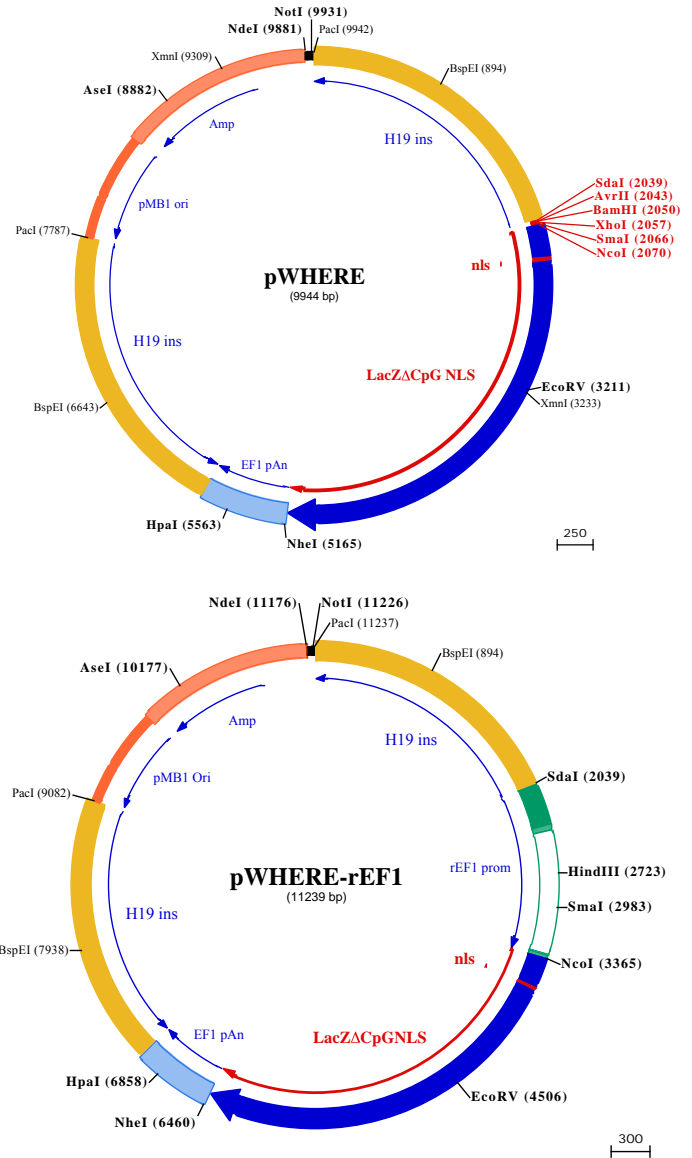 NotI (9931)
NdeI (9881)
PacI (9942)
XmnI (9309)
BspEI (894)
AseI (8882)
Amp
H19 ins
pMB1 ori
SdaI (2039)
AvrII (2043)
BamHI (2050)
XhoI (2057)
SmaI (2066)
NcoI (2070)
PacI (7787)
nls
pWHERE
(9944 bp)
H19 ins
LacZΔCpG NLS
EcoRV (3211)
XmnI (3233)
BspEI (6643)
EF1 pAn
HpaI (5563)
NheI (5165)
250
NdeI (11176)
NotI (11226)
PacI (11237)
BspEI (894)
AseI (10177)
Amp
H19 ins
pMB1 Ori
SdaI (2039)
PacI (9082)
rEF1 prom
HindIII (2723)
pWHERE-rEF1
(11239 bp)
SmaI (2983)
H19 ins
BspEI (7938)
nls
NcoI (3365)
EF1 pAn
LacZΔCpGNLS
HpaI (6858)
EcoRV (4506)
NheI (6460)
300